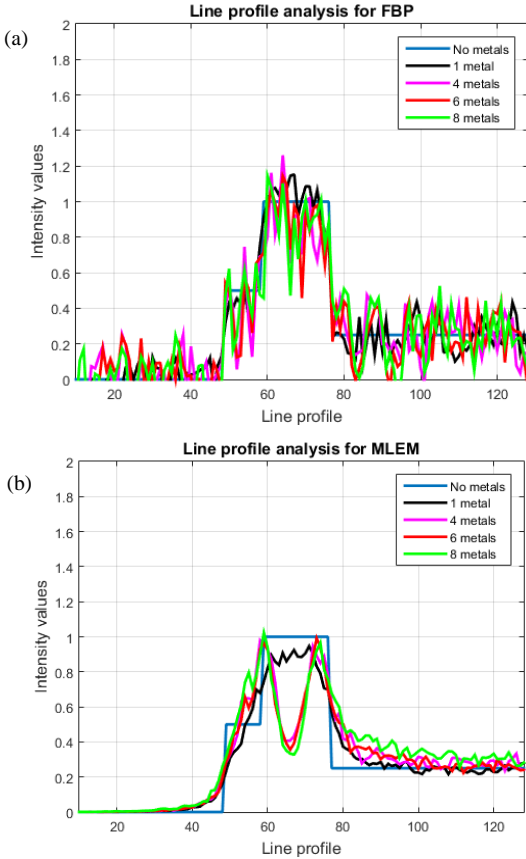 (a)
Line profile analysis for FBP
2
1.8
1.6
1.4
1.2
1
0.8
0.6
0.4
0.2
0
Intensity values
No metals
1 metal
4 metals
6 metals
8 metals
20
40
60
80
100
120
Line profile
(b)
Line profile analysis for MLEM
2
1.8
1.6
1.4
1.2
1
0.8
0.6
0.4
0.2
0
Intensity values
No metals
1 metal
4 metals
6 metals
8 metals
20
40
60
80
100
120
Line profile